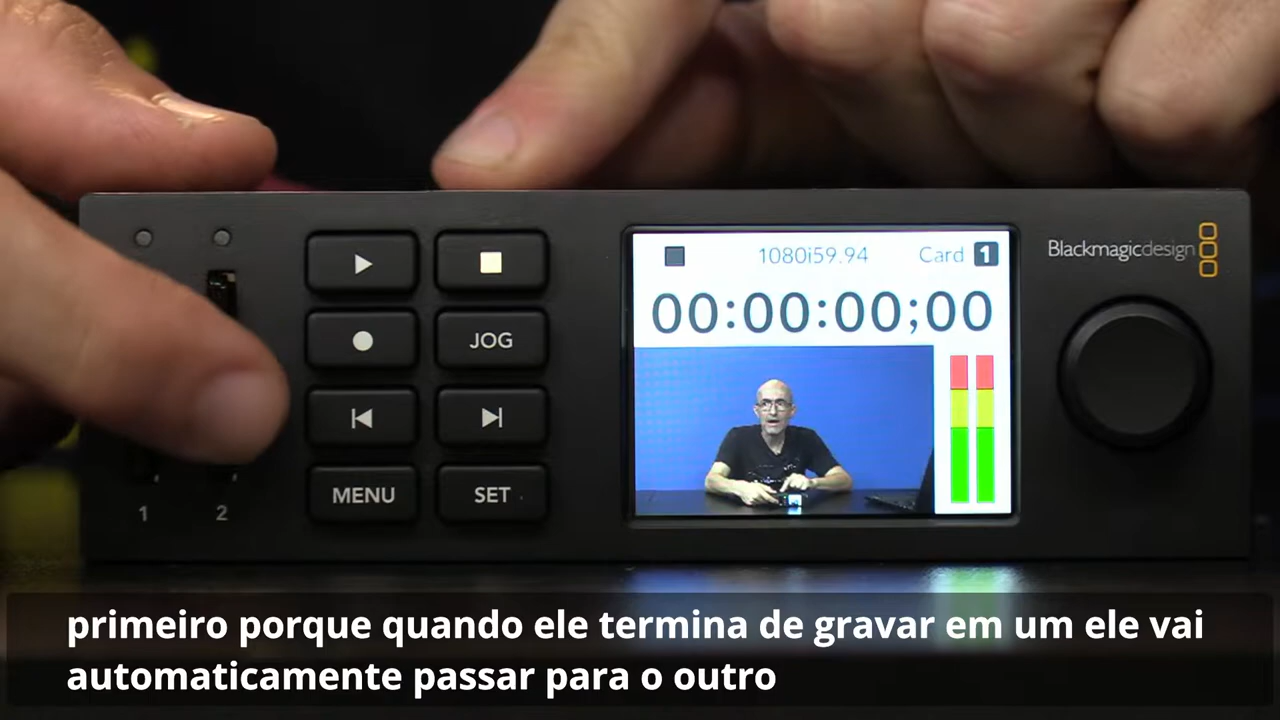 1080i59.94 Card 1
Blackmagicdesign
00:00:00;00
JOG
MENU SET
1 2
primeiro porque quando ele termina de gravar em um ele vai
automaticamente passar para o outro